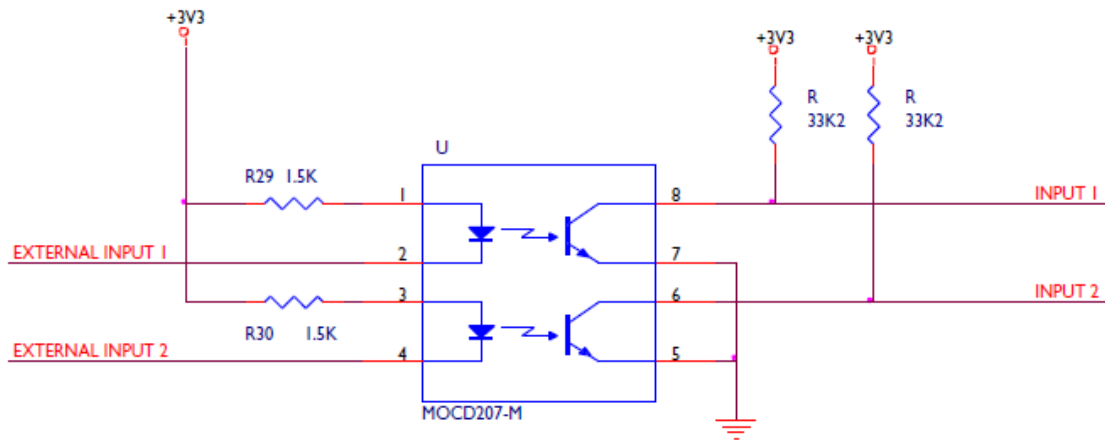 +3V3
+3V3
+3V3
R
33K2
R
33K2
U
R29 1.5K
1
8
INPUT 1
EXTERNAL INPUT 1
2
7
3
6
INPUT 2
R30 1.5K
EXTERNAL INPUT 2
4
5
MOCD207-M